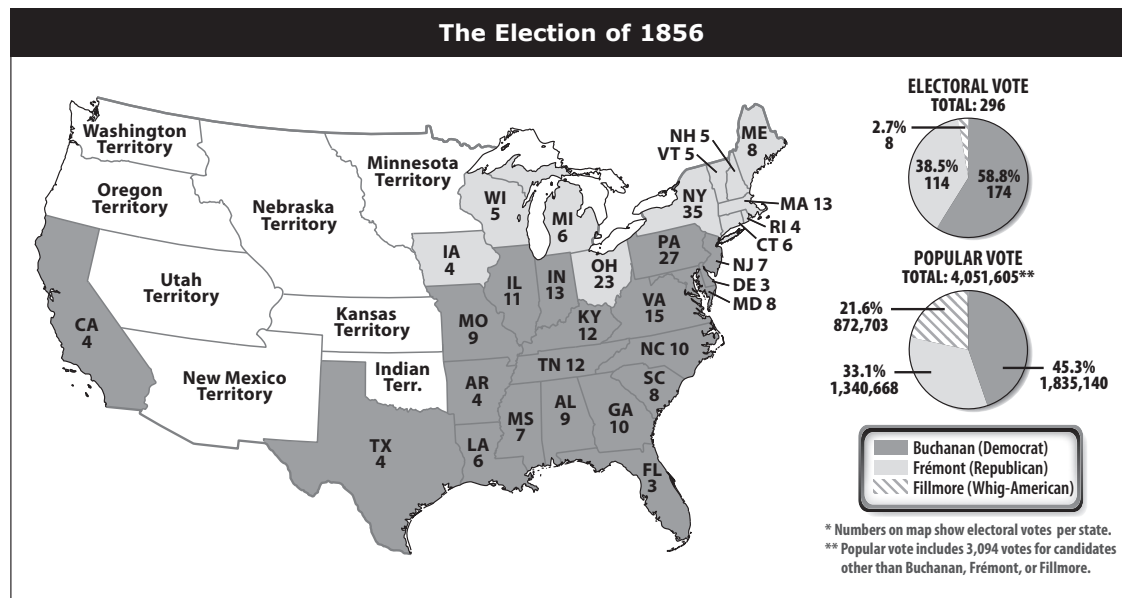 The Election of 1856
Washington
Territory
Oregon
Territory
Nebraska
Territory
Minnesota
Territory
Utah
Territory
Kansas
Territory
New Mexico
Territory
Indian
Terr.
CA
4
TX
4
WI
5
MI
6
IA
4
IL
11
IN
13
OH
23
MO
9
KY
12
TN 12
AR
4
LA
6
MS
7
AL
9
GA
10
FL
3
SC
8
NC 10
VA
15
PA
27
NY
35
NH 5
VT 5
ME
8
MA 13
RI 4
CT 6
NJ 7
DE 3
MD 8
ELECTORAL VOTE
TOTAL: 296
2.7%
8
38.5%
114
58.8%
174
POPULAR VOTE
TOTAL: 4,051,605**
21.6%
872,703
33.1%
1,340,668
45.3%
1,835,140
Buchanan (Democrat)
Frémont (Republican)
Fillmore (Whig-American)
* Numbers on map show electoral votes per state.
** Popular vote includes 3,094 votes for candidates
other than Buchanan, Frémont, or Fillmore.